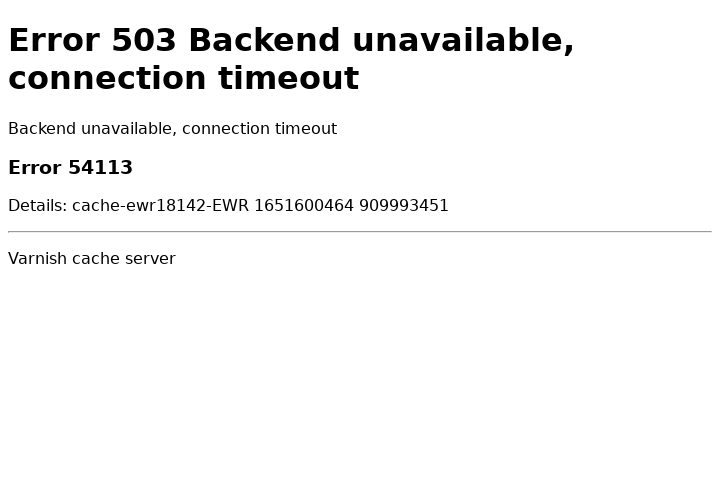 Error 503 Backend unavailable,
connection timeout
Backend unavailable, connection timeout
Error 54113
Details: cache-ewr18142-EWR 1651600464 909993451
Varnish cache server